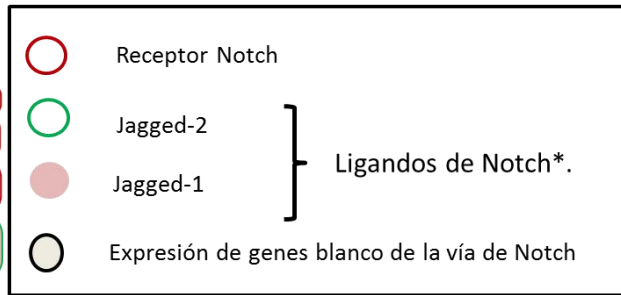 Receptor Notch
Jagged-2
Jagged-1
Ligandos de Notch*.
Expresión de genes blanco de la vía de Notch